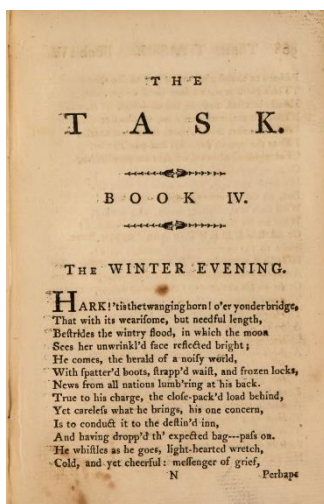 THE
TASK.
BOOK IV.
THE WINTER EVENING.
HARK! 'tis the twanging horn! o'er yonder bridge,
That with its wearisome, but needful length,
Bestrides the wintry flood, in which the moon
Sees her unwrinkl'd face reflected bright;
He comes, the herald of a noisy world,
With spatter'd boots, strapp'd waist, and frozen locks,
News from all nations lumb'ring at his back.
True to his charge, the close-pack'd load behind,
Yet careless what he brings, his one concern,
Is to conduct it to the destin'd inn,
And having dropp'd th' expected bag---pass on.
He whistles as he goes, light-hearted wretch,
Cold, and yet cheerful: messenger of grief,
N Perhaps